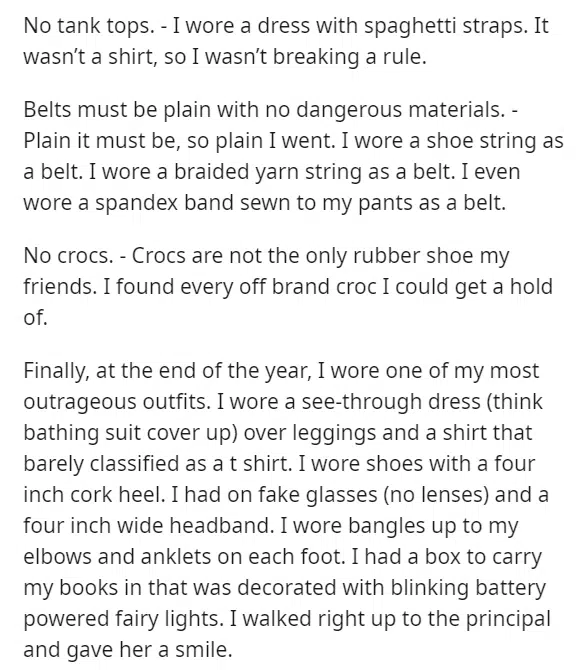 No tank tops. - I wore a dress with spaghetti straps. It
wasn’t a shirt, so I wasn’t breaking a rule.
Belts must be plain with no dangerous materials. -
Plain it must be, so plain I went. I wore a shoe string as
a belt. I wore a braided yarn string as a belt. I even
wore a spandex band sewn to my pants as a belt.
No crocs. - Crocs are not the only rubber shoe my
friends. I found every off brand croc I could get a hold
of.
Finally, at the end of the year, I wore one of my most
outrageous outfits. I wore a see-through dress (think
bathing suit cover up) over leggings and a shirt that
barely classified as a t shirt. I wore shoes with a four
inch cork heel. I had on fake glasses (no lenses) and a
four inch wide headband. I wore bangles up to my
elbows and anklets on each foot. I had a box to carry
my books in that was decorated with blinking battery
powered fairy lights. I walked right up to the principal
and gave her a smile.